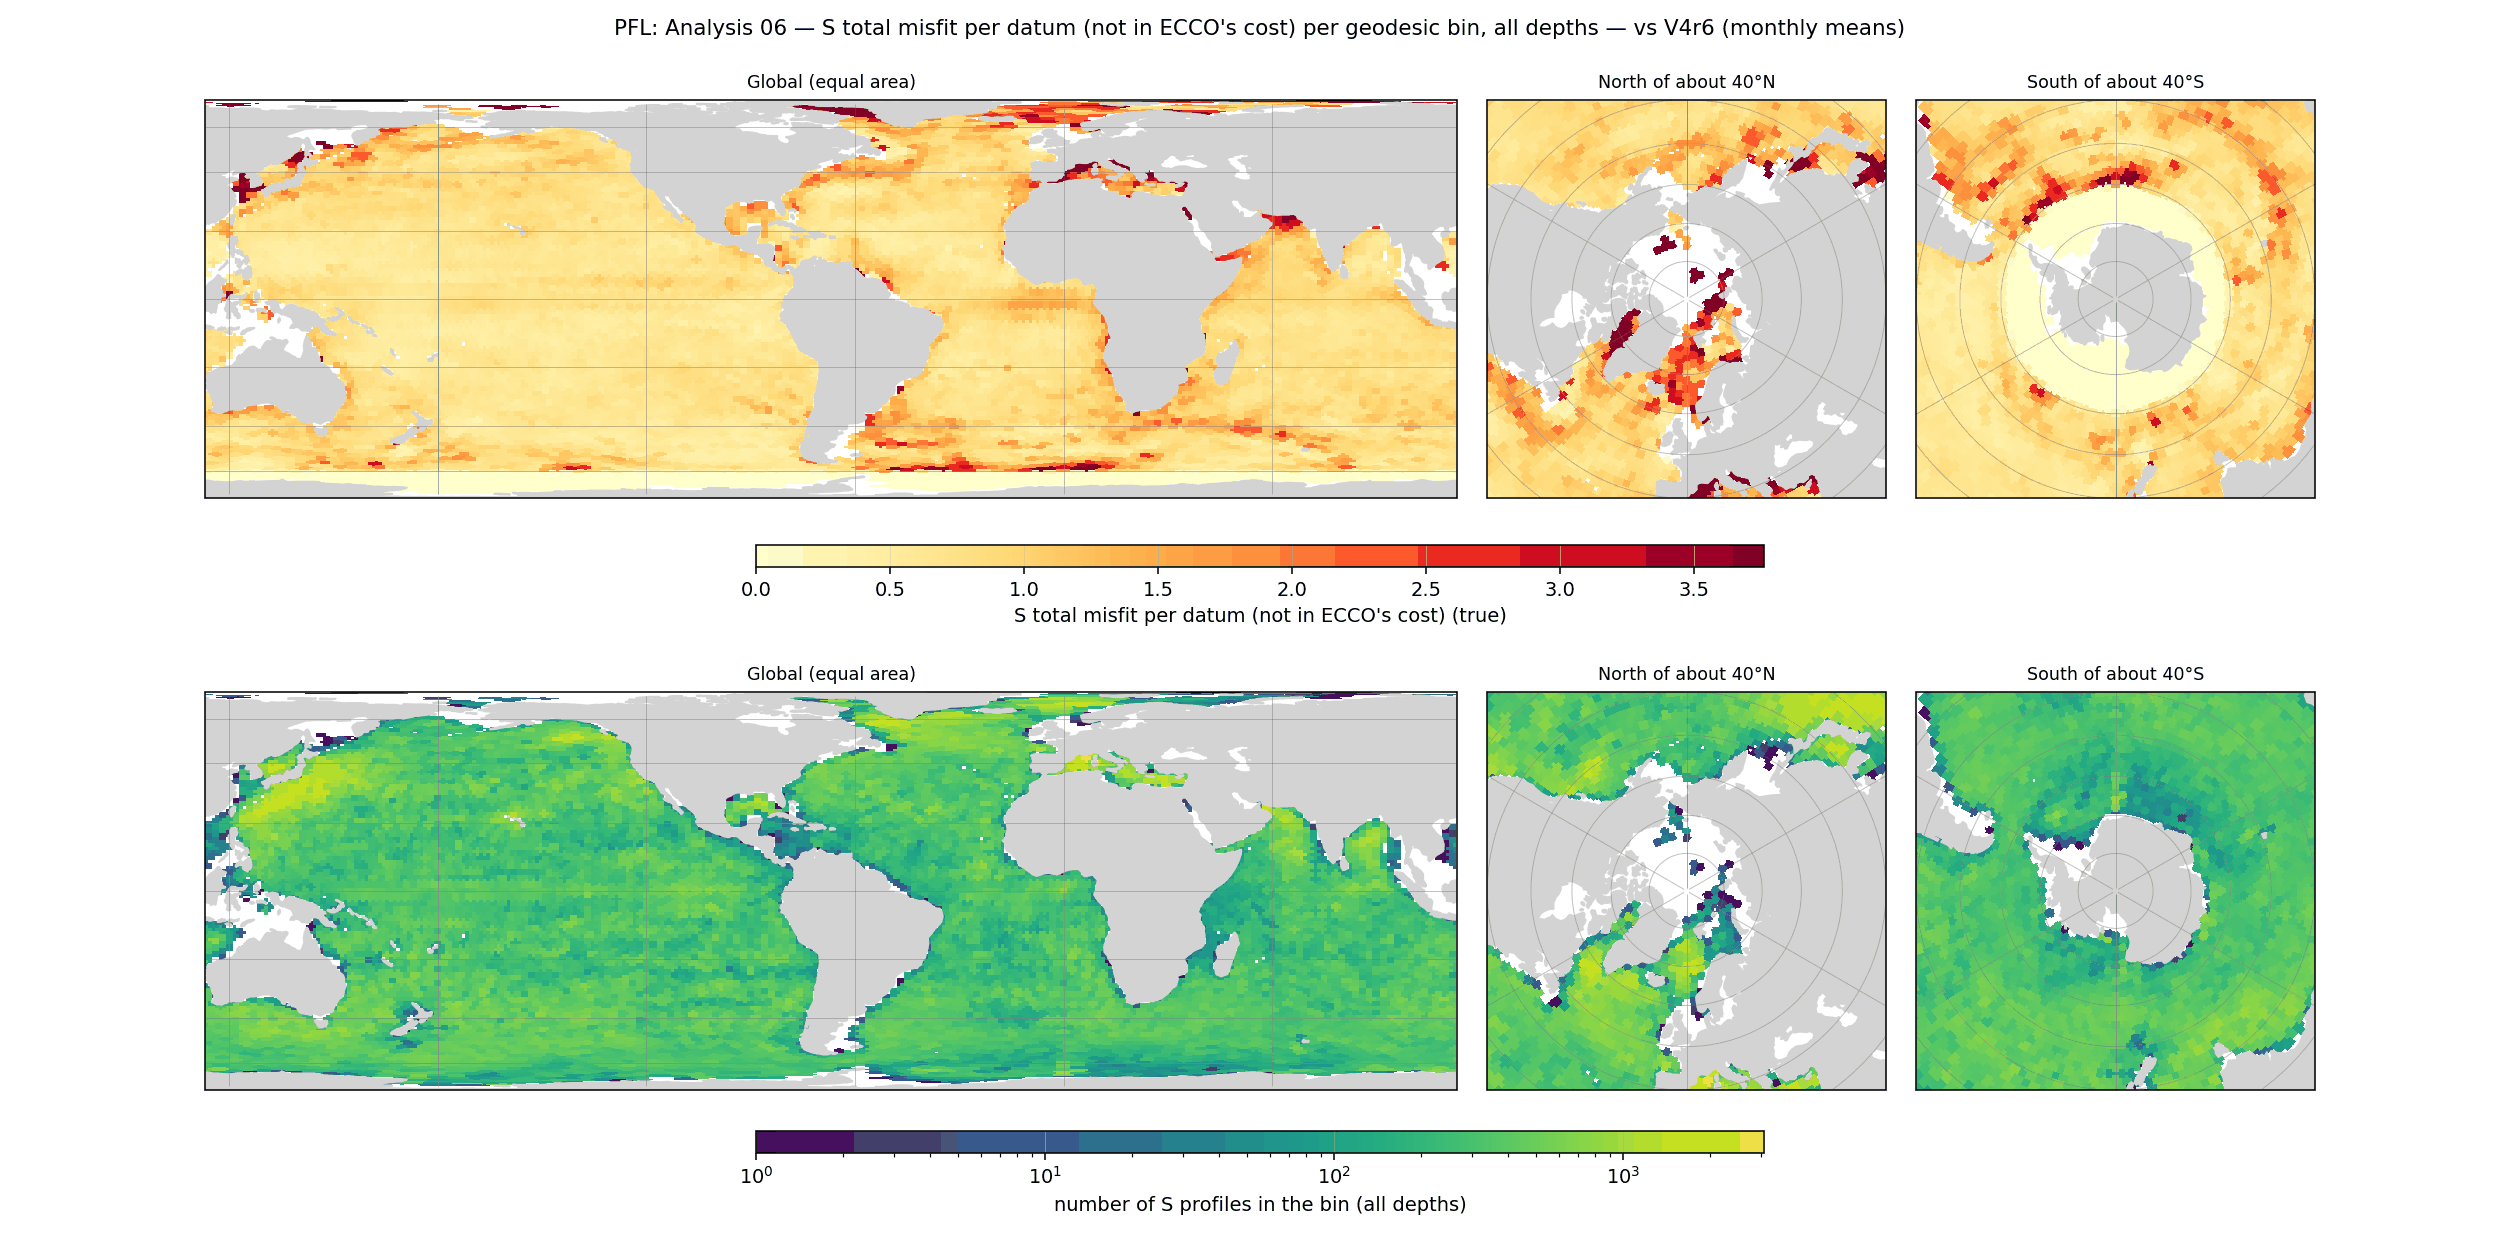 PFL: Analysis 06 — S total misfit per datum (not in ECCO's cost) per geodesic bin, all depths — vs V4r6 (monthly means)
Global (equal area)
North of about 40°N
South of about 40°S
0.0 0.5 1.0 1.5 2.0 2.5 3.0 3.5
S total misfit per datum (not in ECCO's cost) (true)
Global (equal area)
North of about 40°N
South of about 40°S
10⁰ 10¹ 10² 10³
number of S profiles in the bin (all depths)